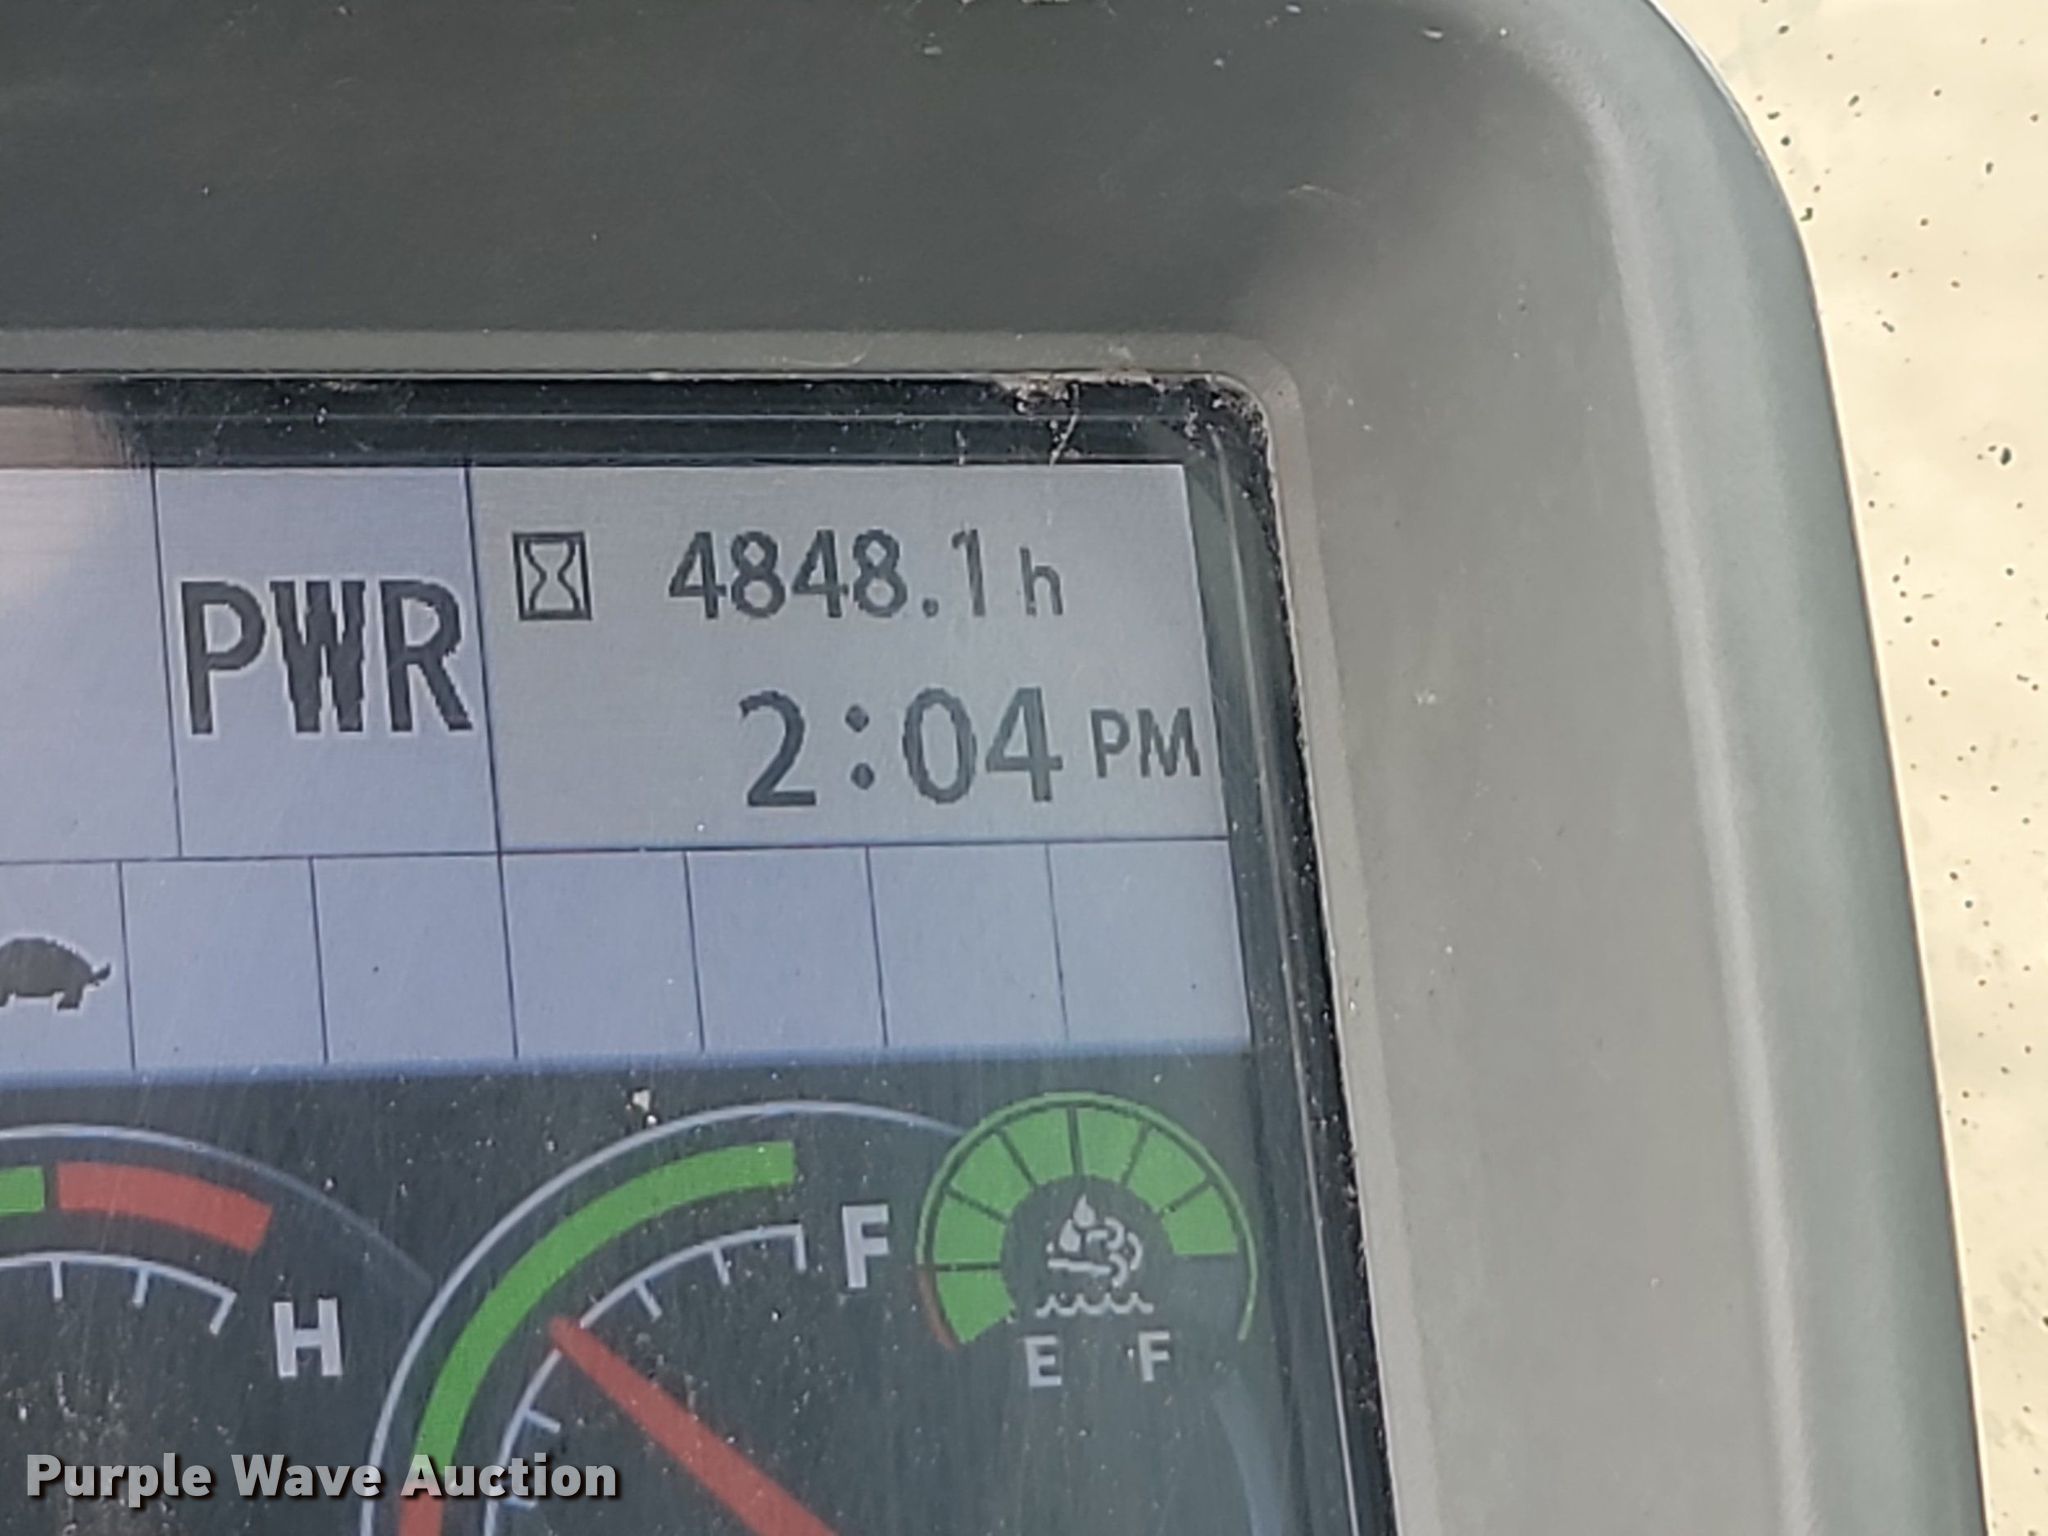 PWR
4848.1 h
2:04 PM
H
F
E F
Purple Wave Auction